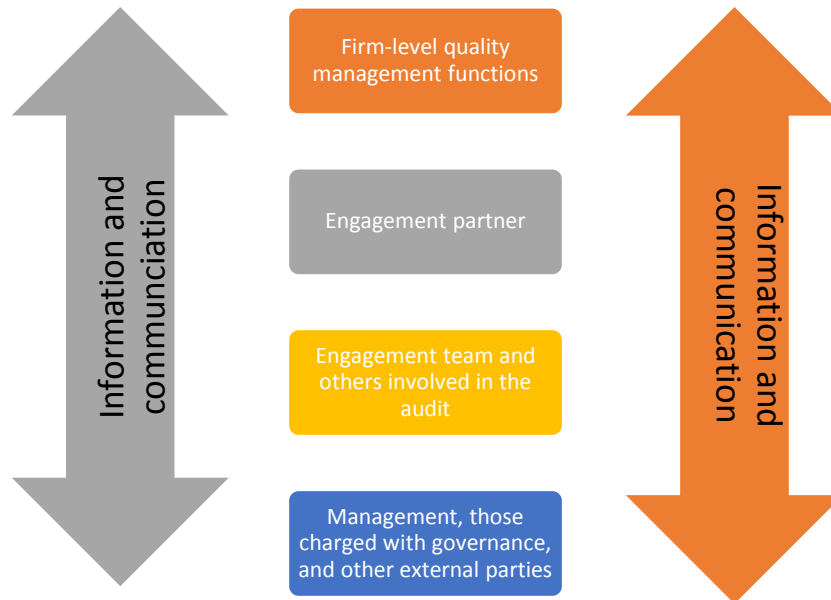 Firm-level quality
management functions
Information and
communciation
Engagement partner
Engagement team and
others involved in the
audit
Management, those
charged with governance,
and other external parties
Information and
communication